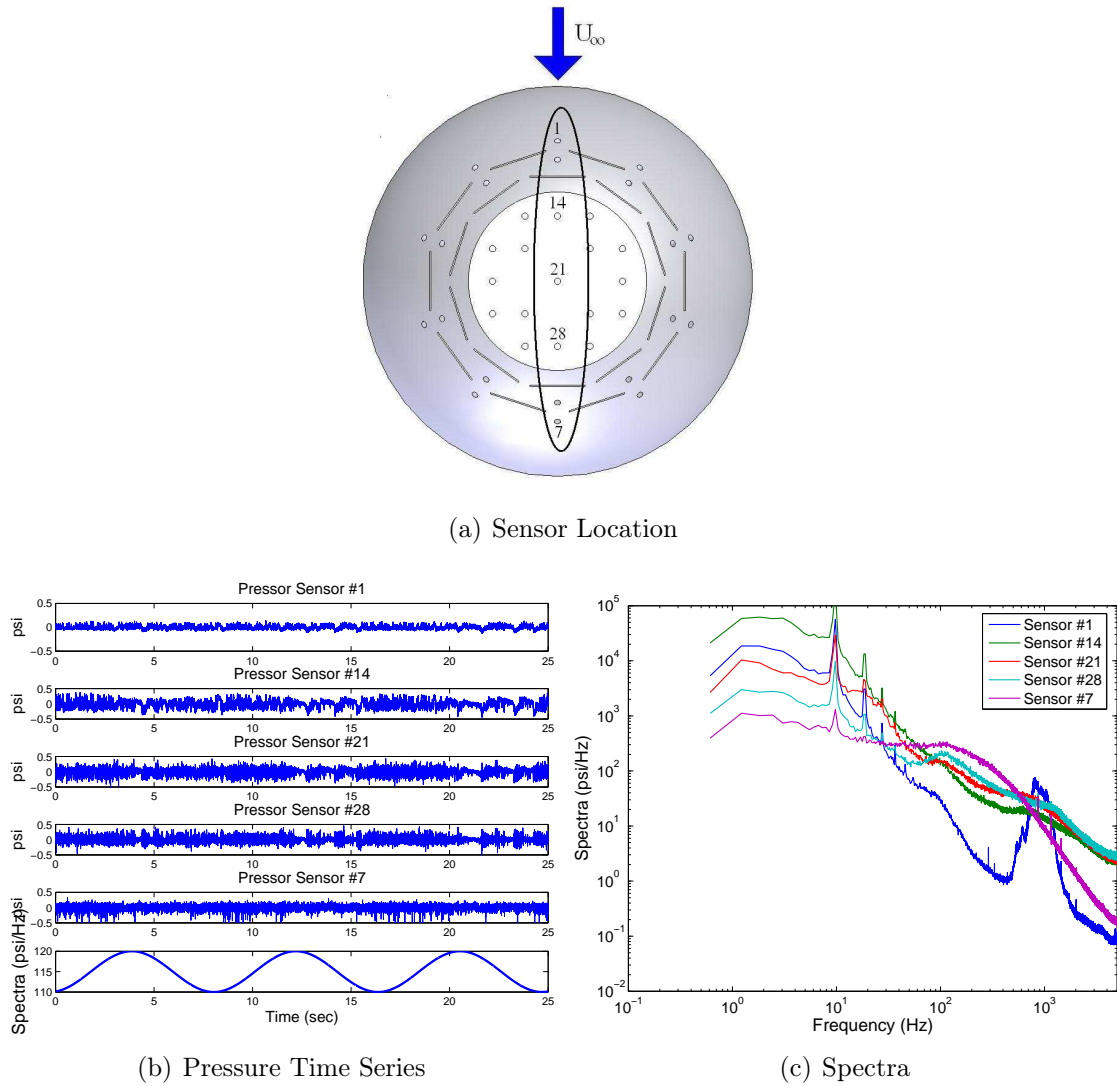 U∞
1
14
21
28
7
(a) Sensor Location
Pressor Sensor #1
psi
0.5
0
−0.5
0 5 10 15 20 25
Pressor Sensor #14
psi
0.5
0
−0.5
0 5 10 15 20 25
Pressor Sensor #21
psi
0.5
0
−0.5
0 5 10 15 20 25
Pressor Sensor #28
psi
0.5
0
−0.5
0 5 10 15 20 25
Pressor Sensor #7
psi
0.5
0
−0.5
0 5 10 15 20 25
Spectra (psi/Hz)
120
115
110
0 5 10 15 20 25
Time (sec)
(b) Pressure Time Series
Spectra (psi/Hz)
10^5
10^4
10^3
10^2
10^1
10^0
10^−1
10^−2
10^−1 10^0 10^1 10^2 10^3
Frequency (Hz)
Sensor #1
Sensor #14
Sensor #21
Sensor #28
Sensor #7
(c) Spectra